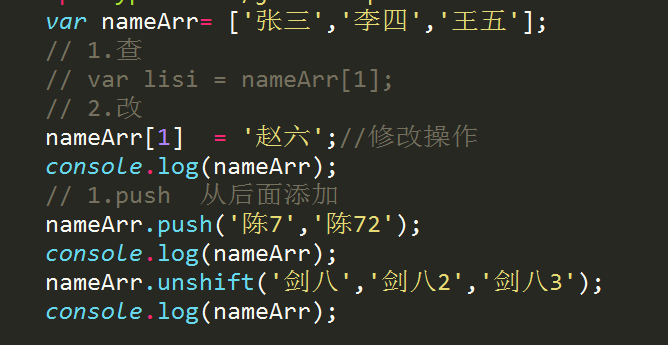 var nameArr= ['张三','李四','王五'];
// 1.查
// var lisi = nameArr[1];
// 2.改
nameArr[1]  = '赵六';//修改操作
console.log(nameArr);
// 1.push  从后面添加
nameArr.push('陈7','陈72');
console.log(nameArr);
nameArr.unshift('剑八','剑八2','剑八3');
console.log(nameArr);